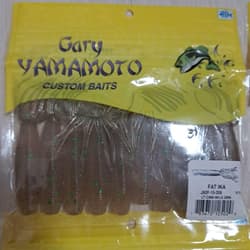 Gary
YAMAMOTO
CUSTOM BAITS
FAT IKA